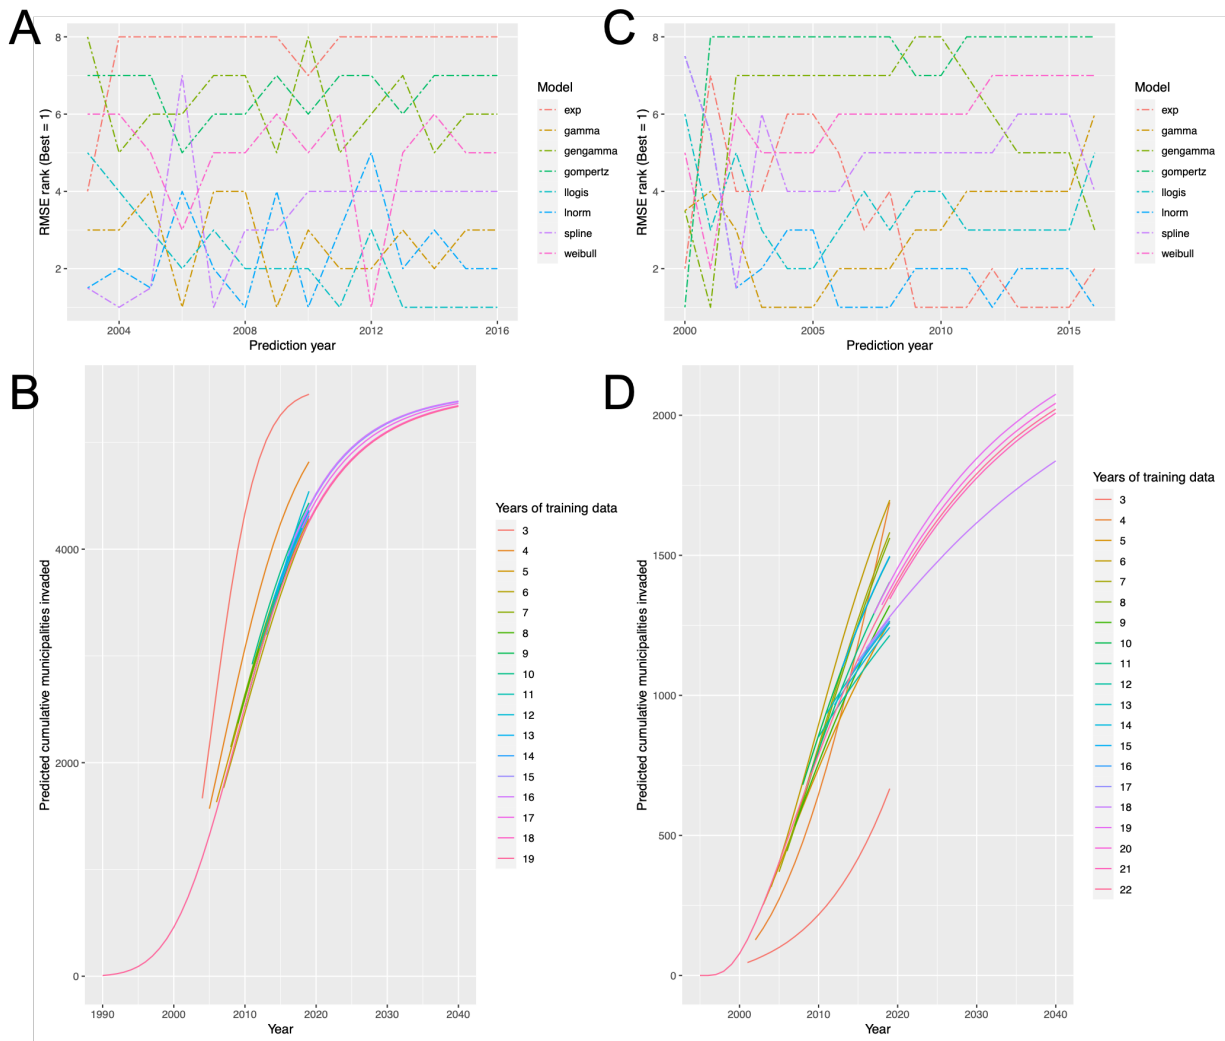 A
RMSE rank (Best = 1)
8
6
4
2
2004
2008
2012
2016
Prediction year
Model
exp
gamma
gengamma
gompertz
llogis
lnorm
spline
weibull
C
RMSE rank (Best = 1)
8
6
4
2
2000
2005
2010
2015
Prediction year
Model
exp
gamma
gengamma
gompertz
llogis
lnorm
spline
weibull
B
Predicted cumulative municipalities invaded
4000
2000
0
1990
2000
2010
2020
2030
2040
Year
Years of training data
3
4
5
6
7
8
9
10
11
12
13
14
15
16
17
18
19
D
Predicted cumulative municipalities invaded
2000
1500
1000
500
0
2000
2010
2020
2030
2040
Year
Years of training data
3
4
5
6
7
8
9
10
11
12
13
14
15
16
17
18
19
20
21
22